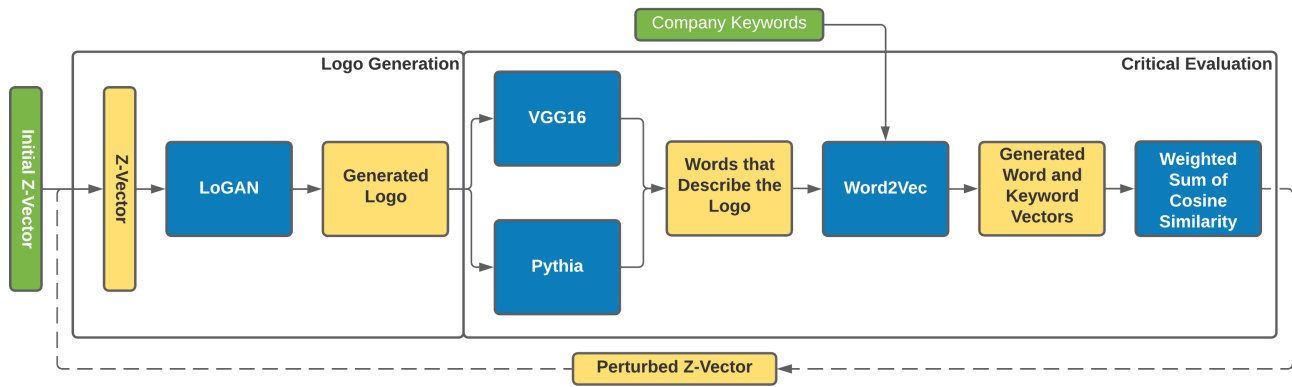 Company Keywords
Logo Generation
Critical Evaluation
Initial Z-Vector
Z-Vector
LoGAN
Generated
Logo
VGG16
Pythia
Words that
Describe the
Logo
Word2Vec
Generated
Word and
Keyword
Vectors
Weighted
Sum of
Cosine
Similarity
Perturbed Z-Vector